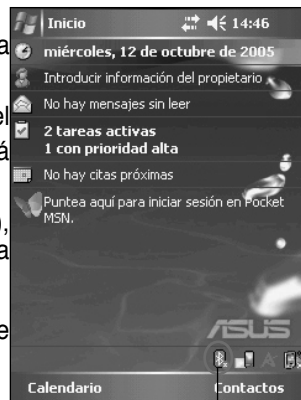 Inicio 14:46
miércoles, 12 de octubre de 2005
Introducir información del propietario
No hay mensajes sin leer
2 tareas activas
1 con prioridad alta
No hay citas próximas
Puntea aquí para iniciar sesión en Pocket
MSN.
ASUS
Calendario Contactos